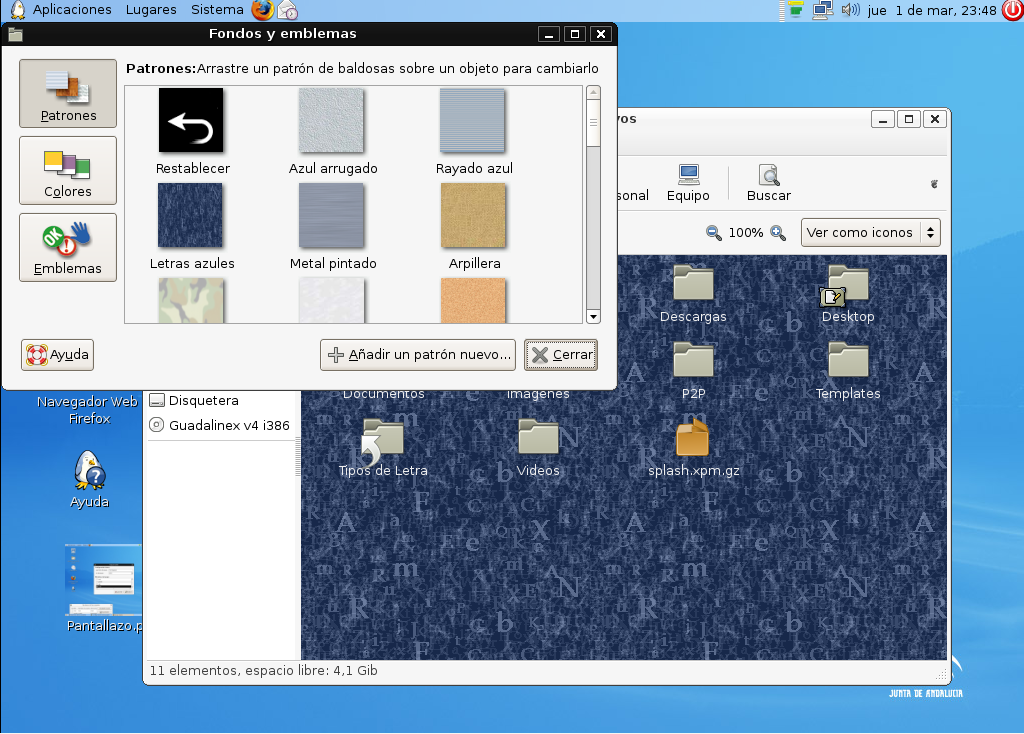 Aplicaciones Lugares Sistema jue 1 de mar, 23:48
Fondos y emblemas
Patrones:Arrastre un patrón de baldosas sobre un objeto para cambiarlo
Patrones
Colores
Emblemas
OK
Restablecer Azul arrugado Rayado azul
Letras azules Metal pintado Arpillera
Ayuda Añadir un patrón nuevo... Cerrar
vos
sonal Equipo Buscar
100% Ver como iconos
Descargas Desktop
Documentos Imágenes P2P Templates
Tipos de Letra Videos splash.xpm.gz
Disquetera
Guadalinex v4 i386
11 elementos, espacio libre: 4,1 Gib
Navegador Web
Firefox
Ayuda
Pantallazo.p
JUNTA DE ANDALUCIA